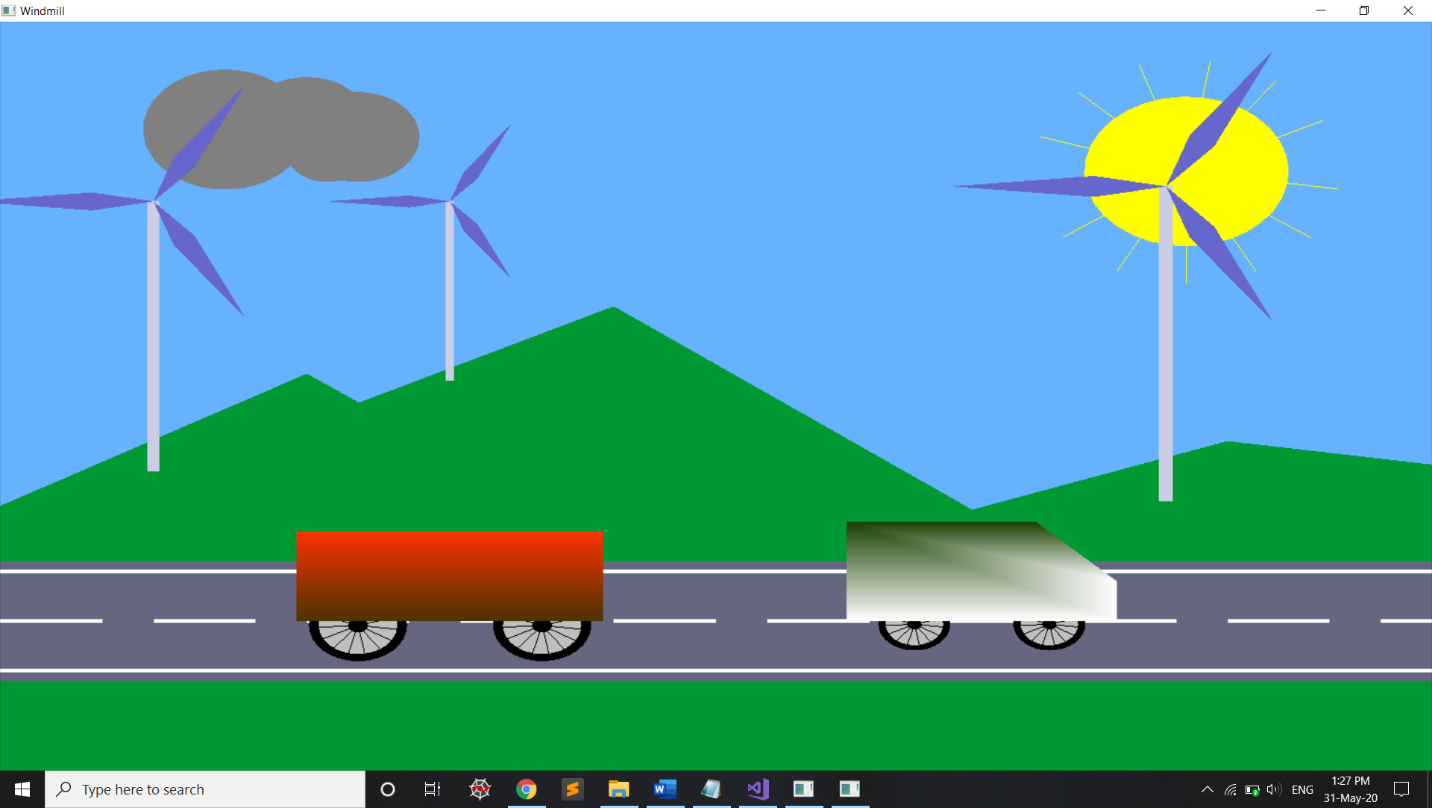 Windmill
Type here to search
ENG
1:27 PM
31-May-20